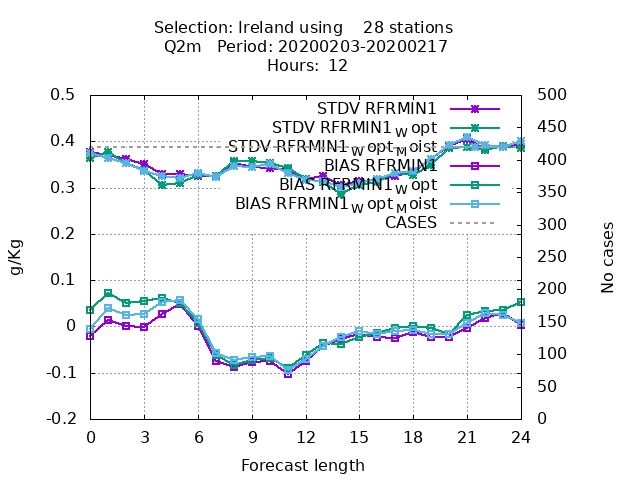 Selection: Ireland using    28 stations
Q2m   Period: 20200203-20200217
Hours:  12
STDV RFRMIN1
STDV RFRMIN1_W opt
STDV RFRMIN1_W opt_M oist
BIAS RFRMIN1
BIAS RFRMIN1_W opt
BIAS RFRMIN1_W opt_M oist
CASES
0.5
0.4
0.3
0.2
0.1
0
-0.1
-0.2
g/Kg
500
450
400
350
300
250
200
150
100
50
0
No cases
0 3 6 9 12 15 18 21 24
Forecast length